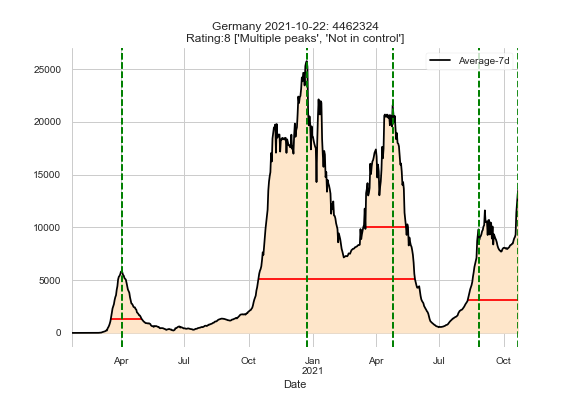 Germany 2021-10-22: 4462324
Rating:8 ['Multiple peaks', 'Not in control']
Average-7d
25000
20000
15000
10000
5000
0
Apr Jul Oct Jan Apr Jul Oct
2021
Date